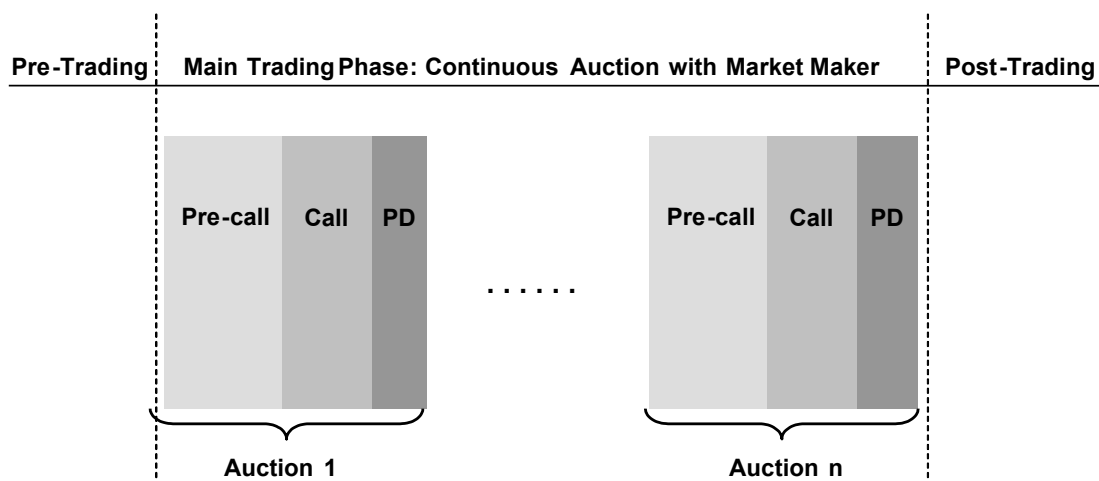 Pre-Trading Main Trading Phase: Continuous Auction with Market Maker Post-Trading
Pre-call Call PD Pre-call Call PD
. . . . . .
Auction 1 Auction n